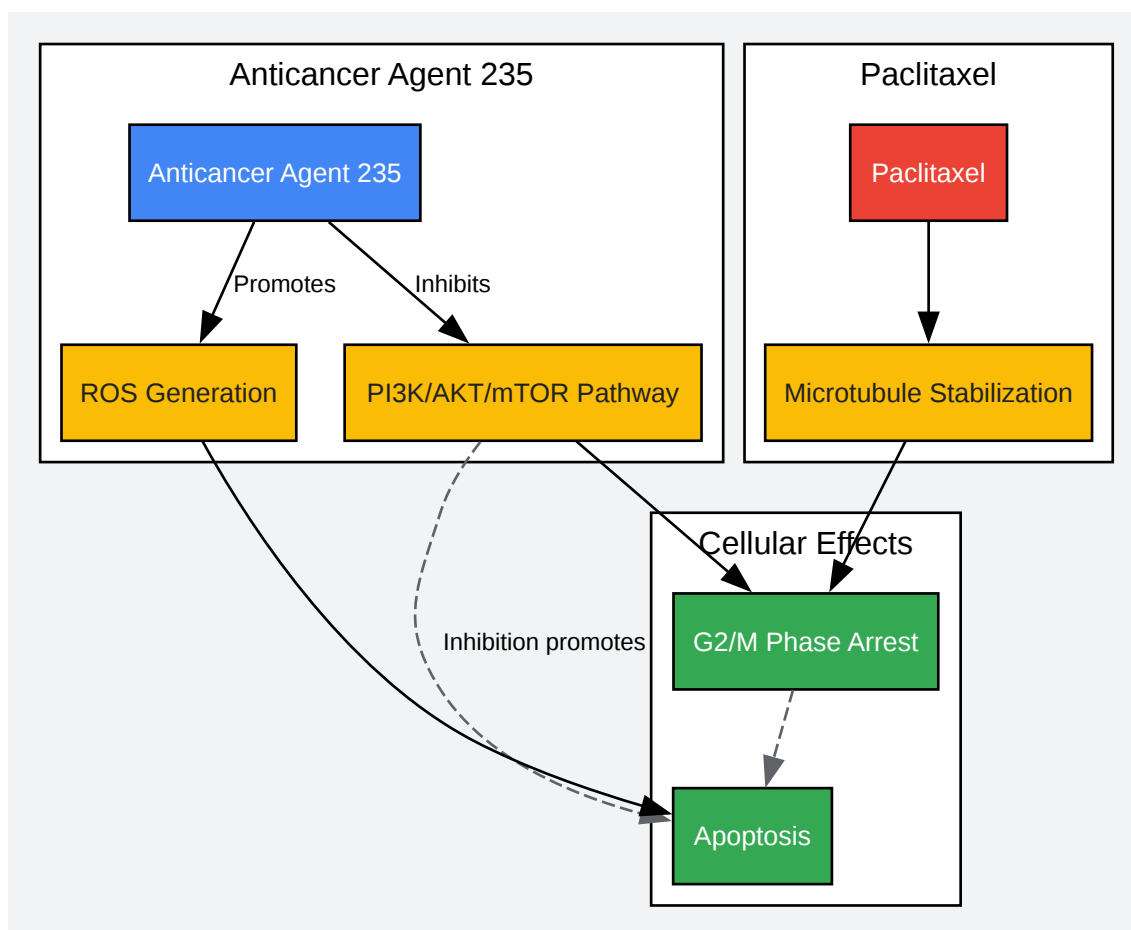 Anticancer Agent 235
Paclitaxel
Anticancer Agent 235
Paclitaxel
Promotes
Inhibits
ROS Generation
PI3K/AKT/mTOR Pathway
Microtubule Stabilization
Cellular Effects
Inhibition promotes
G2/M Phase Arrest
Apoptosis